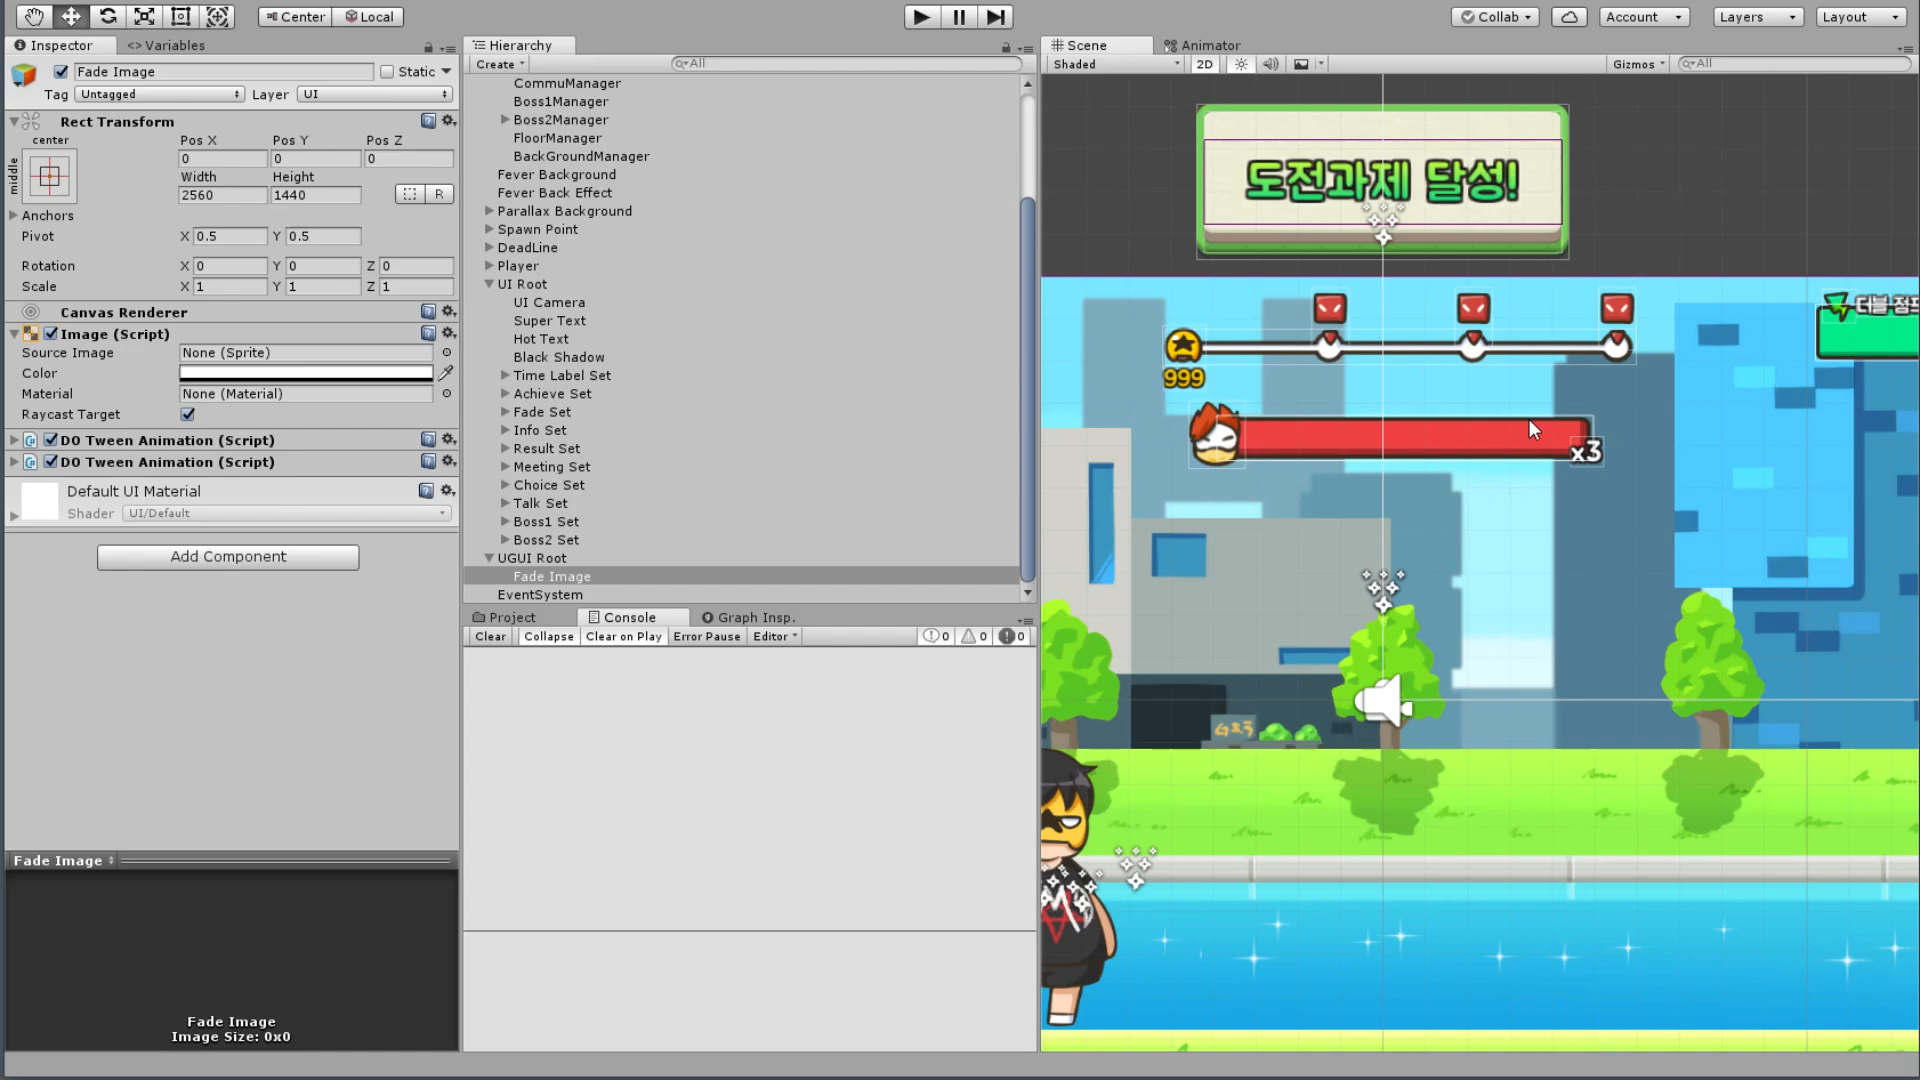 Center
Local
Collab
Account
Layers
Layout
Inspector
<> Variables
Fade Image
Static
Tag
Untagged
Layer
UI
Rect Transform
center
middle
Pos X
Pos Y
Pos Z
0
0
0
Width
Height
2560
1440
R
Anchors
Pivot
X
0.5
Y
0.5
Rotation
X
0
Y
0
Z
0
Scale
X
1
Y
1
Z
1
Canvas Renderer
Image (Script)
Source Image
None (Sprite)
Color
Material
None (Material)
Raycast Target
DO Tween Animation (Script)
DO Tween Animation (Script)
Default UI Material
Shader
UI/Default
Add Component
Fade Image
Fade Image
Image Size: 0x0
Hierarchy
Create
All
CommuManager
Boss1Manager
Boss2Manager
FloorManager
BackGroundManager
Fever Background
Fever Back Effect
Parallax Background
Spawn Point
DeadLine
Player
UI Root
UI Camera
Super Text
Hot Text
Black Shadow
Time Label Set
Achieve Set
Fade Set
Info Set
Result Set
Meeting Set
Choice Set
Talk Set
Boss1 Set
Boss2 Set
UGUI Root
Fade Image
EventSystem
Project
Console
Graph Insp.
Clear
Collapse
Clear on Play
Error Pause
Editor
0
0
0
Scene
Animator
Shaded
2D
Gizmos
All
도전과제 달성!
더블 점프
999
x3